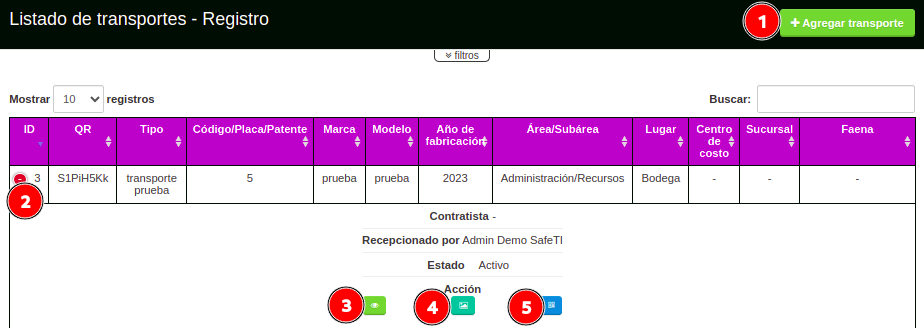 Listado de transportes - Registro
1
+ Agregar transporte
filtros
Mostrar 10 registros
Buscar:
ID QR Tipo Código/Placa/Patente Marca Modelo Año de fabricación Área/Subárea Lugar Centro de costo Sucursal Faena
3 S1PiH5Kk transporte prueba 5 prueba prueba 2023 Administración/Recursos Bodega - - -
2
Contratista -
Recepcionado por Admin Demo SafeTI
Estado Activo
Acción
3 4 5